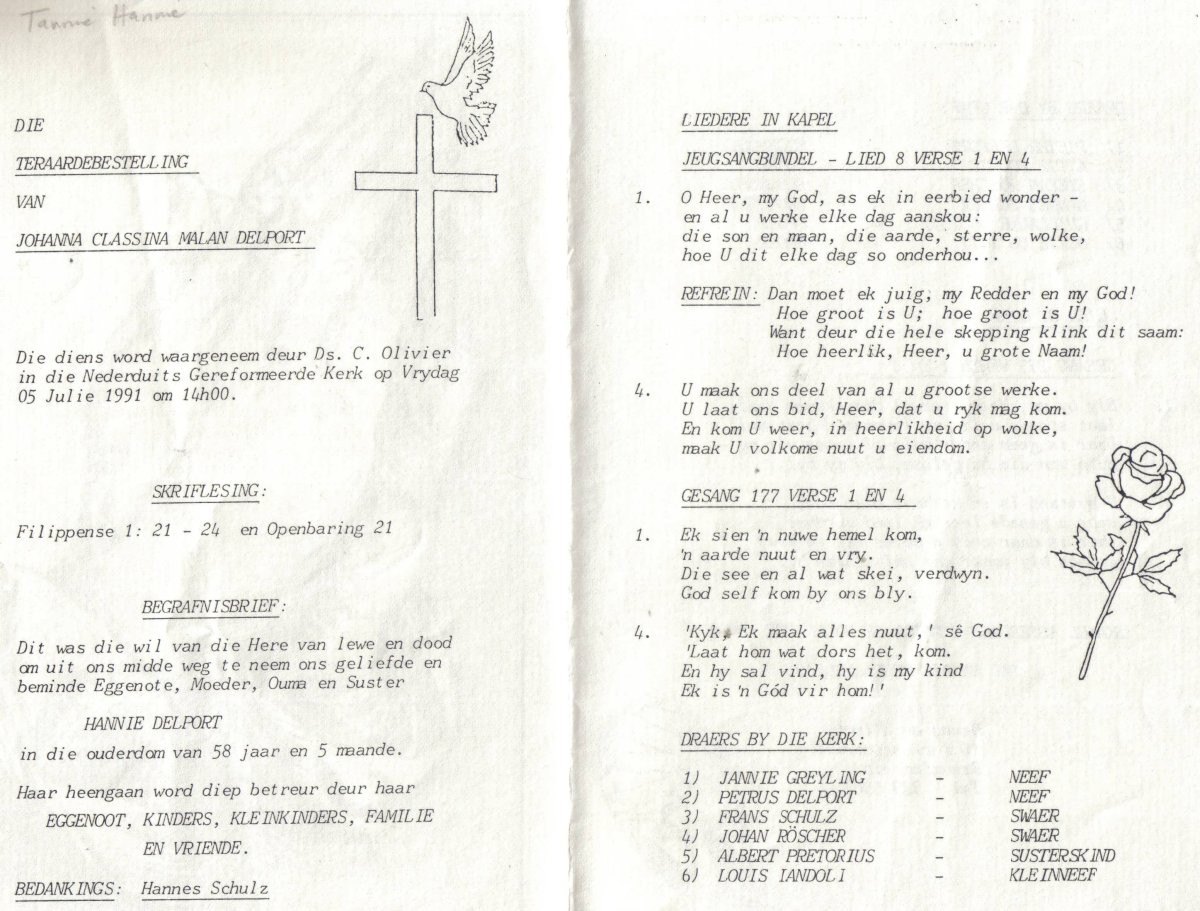 Tannie Hannie
DIE
TERAARDEBESTELLING
VAN
JOHANNA CLASSINA MALAN DELPORT
Die diens word waargeneem deur Ds. C. Olivier
in die Nederduits Gereformeerde Kerk op Vrydag
05 Julie 1991 om 14h00.
SKRIFLESING:
Filippense 1: 21 - 24 en Openbaring 21
BEGRAFNISBRIEF:
Dit was die wil van die Here van lewe en dood
om uit ons midde weg te neem ons geliefde en
beminde Eggenote, Moeder, Ouma en Suster
HANNIE DELPORT
in die ouderdom van 58 jaar en 5 maande.
Haar heengaan word diep betreur deur haar
EGGENOOT, KINDERS, KLEINKINDERS, FAMILIE
EN VRIENDE.
BEDANKINGS: Hannes Schulz
LIEDERE IN KAPEL
JEUGSANGBUNDEL - LIED 8 VERSE 1 EN 4
1. O Heer, my God, as ek in eerbied wonder -
en al u werke elke dag aanskou:
die son en maan, die aarde, sterre, wolke,
hoe U dit elke dag so onderhou...
REFREIN: Dan moet ek juig, my Redder en my God!
Hoe groot is U; hoe groot is U!
Want deur die hele skepping klink dit saam:
Hoe heerlik, Heer, u grote Naam!
4. U maak ons deel van al u grootse werke.
U laat ons bid, Heer, dat u ryk mag kom.
En kom U weer, in heerlikheid op wolke,
maak U volkome nuut u eiendom.
GESANG 177 VERSE 1 EN 4
1. Ek sien 'n nuwe hemel kom,
'n aarde nuut en vry.
Die see en al wat skei, verdwyn.
God self kom by ons bly.
4. 'Kyk, Ek maak alles nuut,' sê God.
'Laat hom wat dors het, kom.
En hy sal vind, hy is my kind
Ek is 'n Gód vir hom!'
DRAERS BY DIE KERK:
1) JANNIE GREYLING - NEEF
2) PETRUS DELPORT - NEEF
3) FRANS SCHULZ - SWAER
4) JOHAN RÖSCHER - SWAER
5) ALBERT PRETORIUS - SUSTERSKIND
6) LOUIS IANDOLI - KLEINNEEF